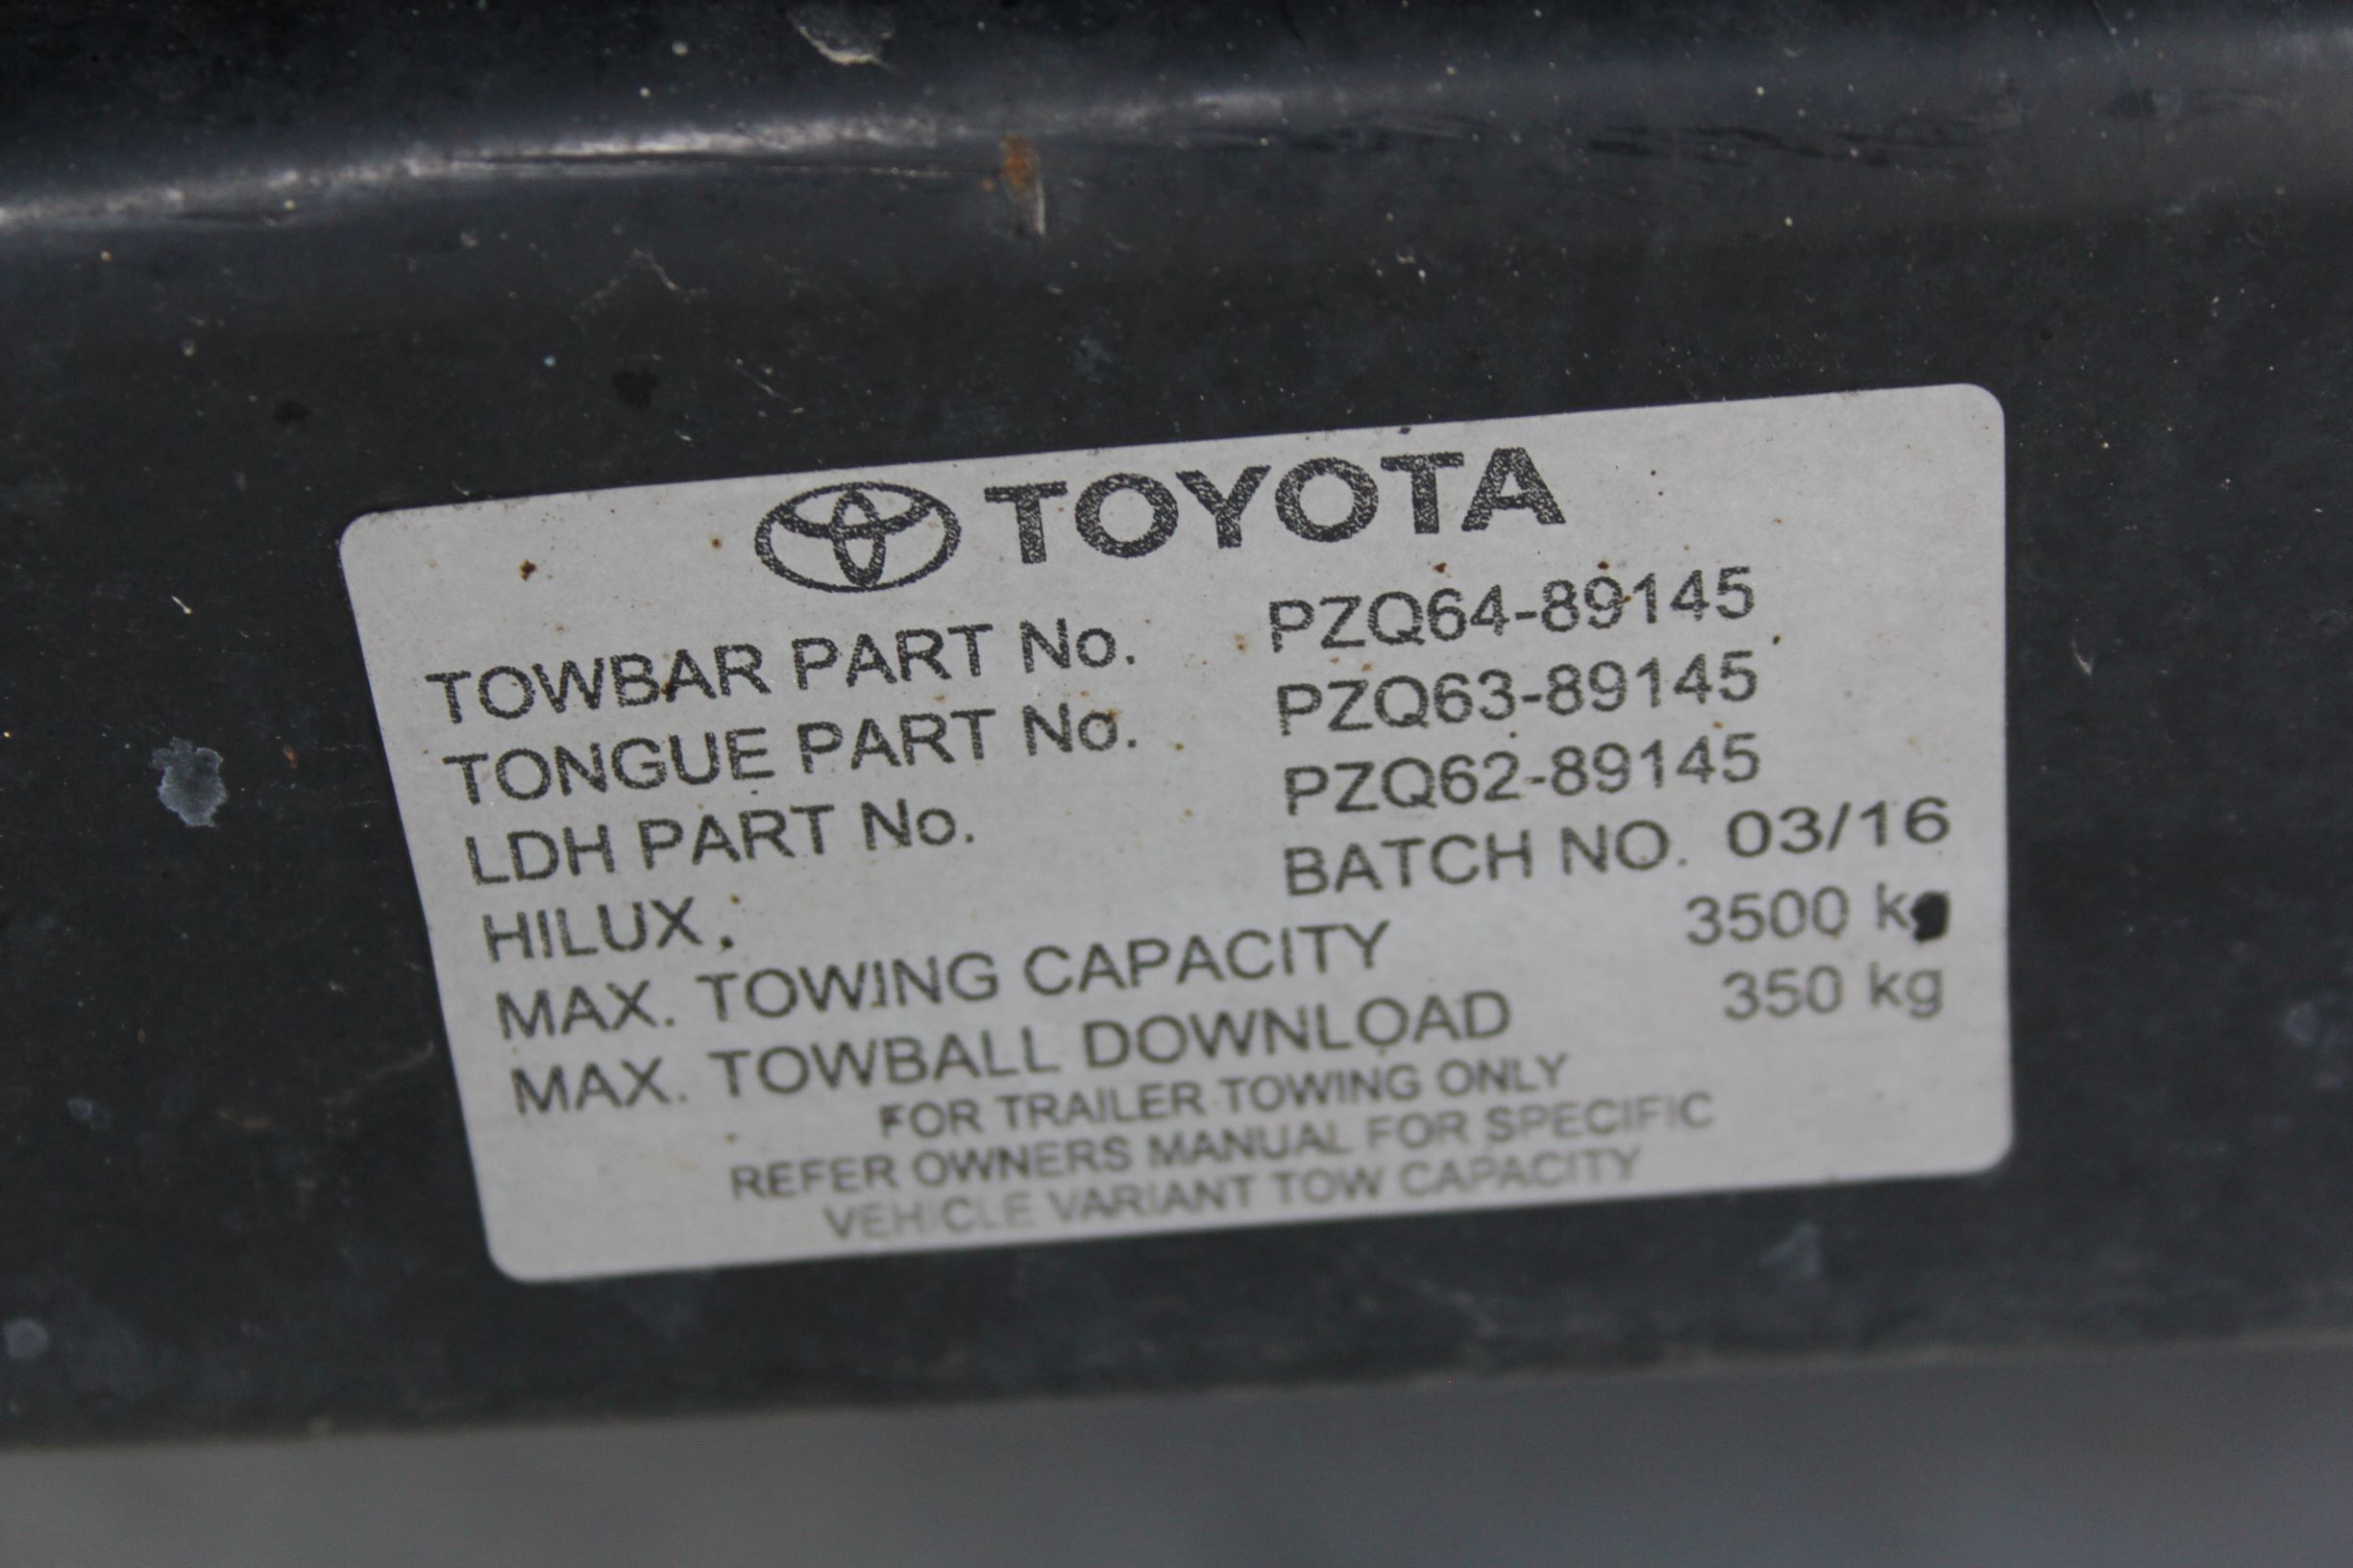 TOYOTA
TOWBAR PART No. PZQ64-89145
TONGUE PART No. PZQ63-89145
LDH PART No. PZQ62-89145
HILUX. BATCH NO. 03/16
MAX. TOWING CAPACITY 3500 kg
MAX. TOWBALL DOWNLOAD 350 kg
FOR TRAILER TOWING ONLY
REFER OWNERS MANUAL FOR SPECIFIC
VEHICLE VARIANT TOW CAPACITY